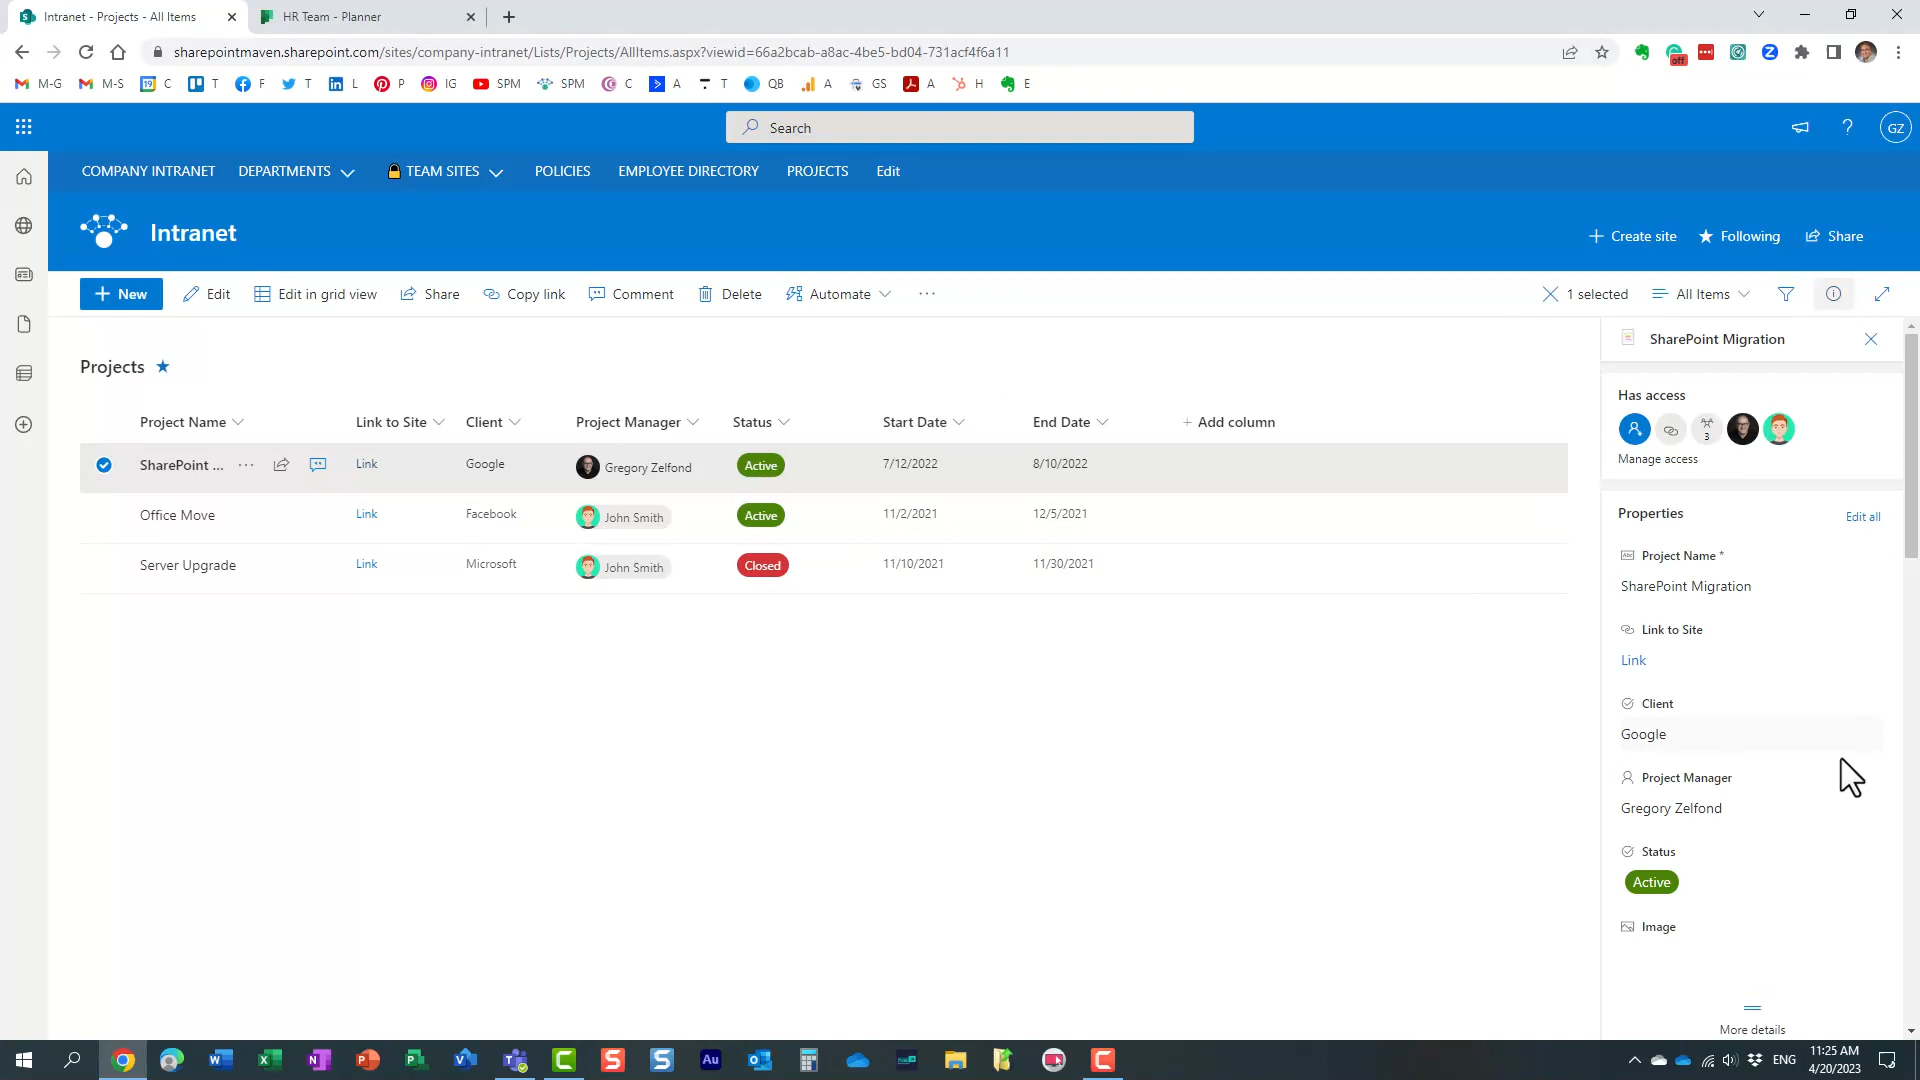 Intranet - Projects - All Items
HR Team - Planner
sharepointmaven.sharepoint.com/sites/company-intranet/Lists/Projects/AllItems.aspx?viewid=66a2bcab-a8ac-4be5-bd04-731acf4f6a11
off
M-G M-S 19 C T F T L P IG SPM SPM C A T QB A GS A H E
Search
GZ
COMPANY INTRANET DEPARTMENTS TEAM SITES POLICIES EMPLOYEE DIRECTORY PROJECTS Edit
Intranet
Create site Following Share
New Edit Edit in grid view Share Copy link Comment Delete Automate ··· 1 selected All Items
Projects
Project Name Link to Site Client Project Manager Status Start Date End Date + Add column
SharePoint ... ··· Link Google Gregory Zelfond Active 7/12/2022 8/10/2022
Office Move Link Facebook John Smith Active 11/2/2021 12/5/2021
Server Upgrade Link Microsoft John Smith Closed 11/10/2021 11/30/2021
SharePoint Migration
Has access
3
Manage access
Properties Edit all
Project Name *
SharePoint Migration
Link to Site
Link
Client
Google
Project Manager
Gregory Zelfond
Status
Active
Image
More details
ENG
11:25 AM
4/20/2023